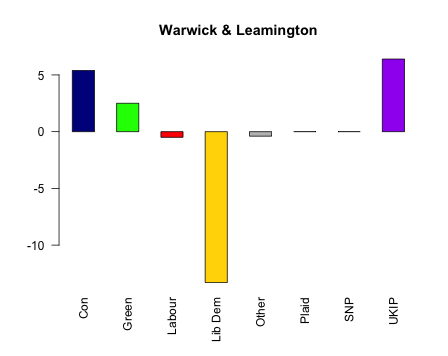 Warwick & Leamington
5
0
-5
-10
Con
Green
Labour
Lib Dem
Other
Plaid
SNP
UKIP